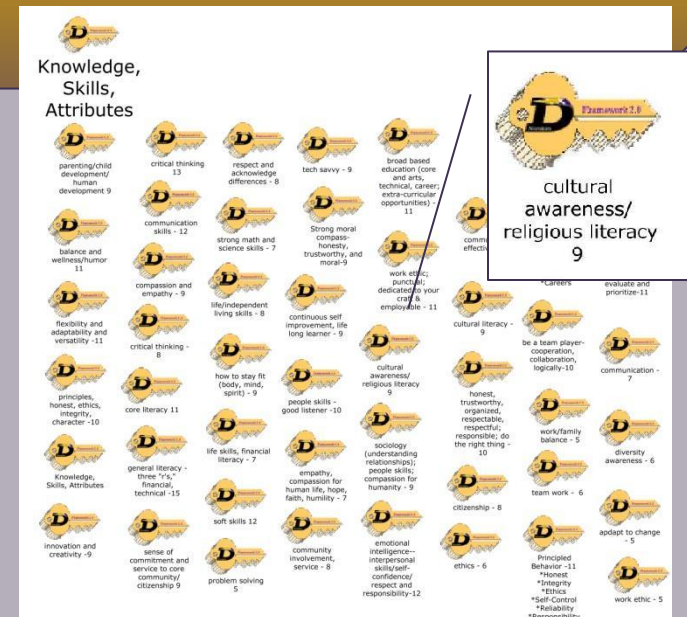 Knowledge,
Skills,
Attributes
parenting/child
development/
human
development 9
balance and
wellness/humor
11
flexibility and
adaptability and
versatility -11
principles,
honest, ethics,
integrity,
character -10
Knowledge,
Skills, Attributes
innovation and
creativity -9
critical thinking
13
communication
skills - 12
compassion and
empathy - 9
critical thinking -
8
core literacy 11
general literacy -
three "r's,"
financial,
technical -15
sense of
commitment and
service to core
community/
citizenship 9
respect and
acknowledge
differences - 8
strong math and
science skills - 7
life/independent
living skills - 8
how to stay fit
(body, mind,
spirit) - 9
life skills, financial
literacy - 7
soft skills 12
problem solving
5
tech savvy - 9
Strong moral
compass-
honesty,
trustworthy, and
moral-9
continuous self
improvement, life
long learner - 9
people skills -
good listener -10
empathy,
compassion for
human life, hope,
faith, humility - 7
community
involvement,
service - 8
broad based
education (core
and arts,
technical, career;
extra-curricular
opportunities) -
11
work ethic;
punctual;
dedicated to your
craft &
employable - 11
cultural
awareness/
religious literacy
9
sociology
(understanding
relationships);
people skills;
compassion for
humanity - 9
emotional
intelligence--
interpersonal
skills/self-
confidence/
respect and
responsibility-12
cultural literacy -
9
honest,
trustworthy,
organized,
respectable,
respectful;
responsible; do
the right thing -
10
citizenship - 8
ethics - 6
*Careers
be a team player-
cooperation,
collaboration,
logically-10
work/family
balance - 5
team work - 6
Principled
Behavior -11
*Honest
*Integrity
*Ethics
*Self-Control
*Reliability
*Responsibility
evaluate and
prioritize-11
communication -
7
diversity
awareness - 6
apdapt to change
- 5
work ethic - 5
D
Framework 2.0
cultural
awareness/
religious literacy
9